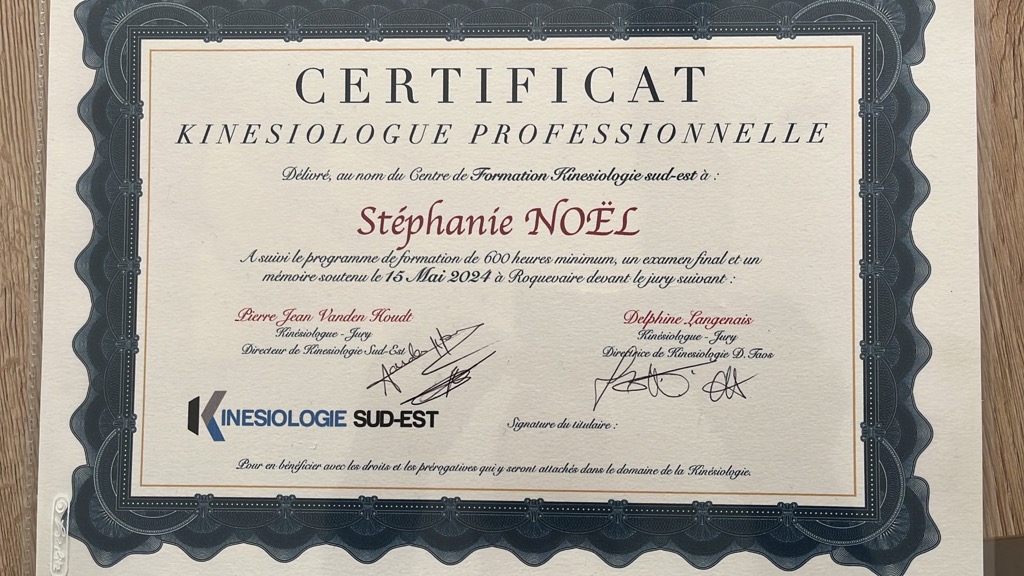 CERTIFICAT
KINESIOLOGUE PROFESSIONNELLE
Délivré, au nom du Centre de Formation Kinesiologie sud-est à :
Stéphanie NOËL
A suivi le programme de formation de 600 heures minimum, un examen final et un
mémoire soutenu le 15 Mai 2024 à Roquevaire devant le jury suivant :
Pierre Jean Vanden Houdt
Kinésiologue - Jury
Directeur de Kinesiologie Sud-Est
Delphine Langenais
Kinésiologue - Jury
Directrice de Kinesiologie D. Taos
KINESIOLOGIE SUD-EST
Signature du titulaire :
Pour en bénéficier avec les droits et les prérogatives qui y seront attachés dans le domaine de la Kinésiologie.